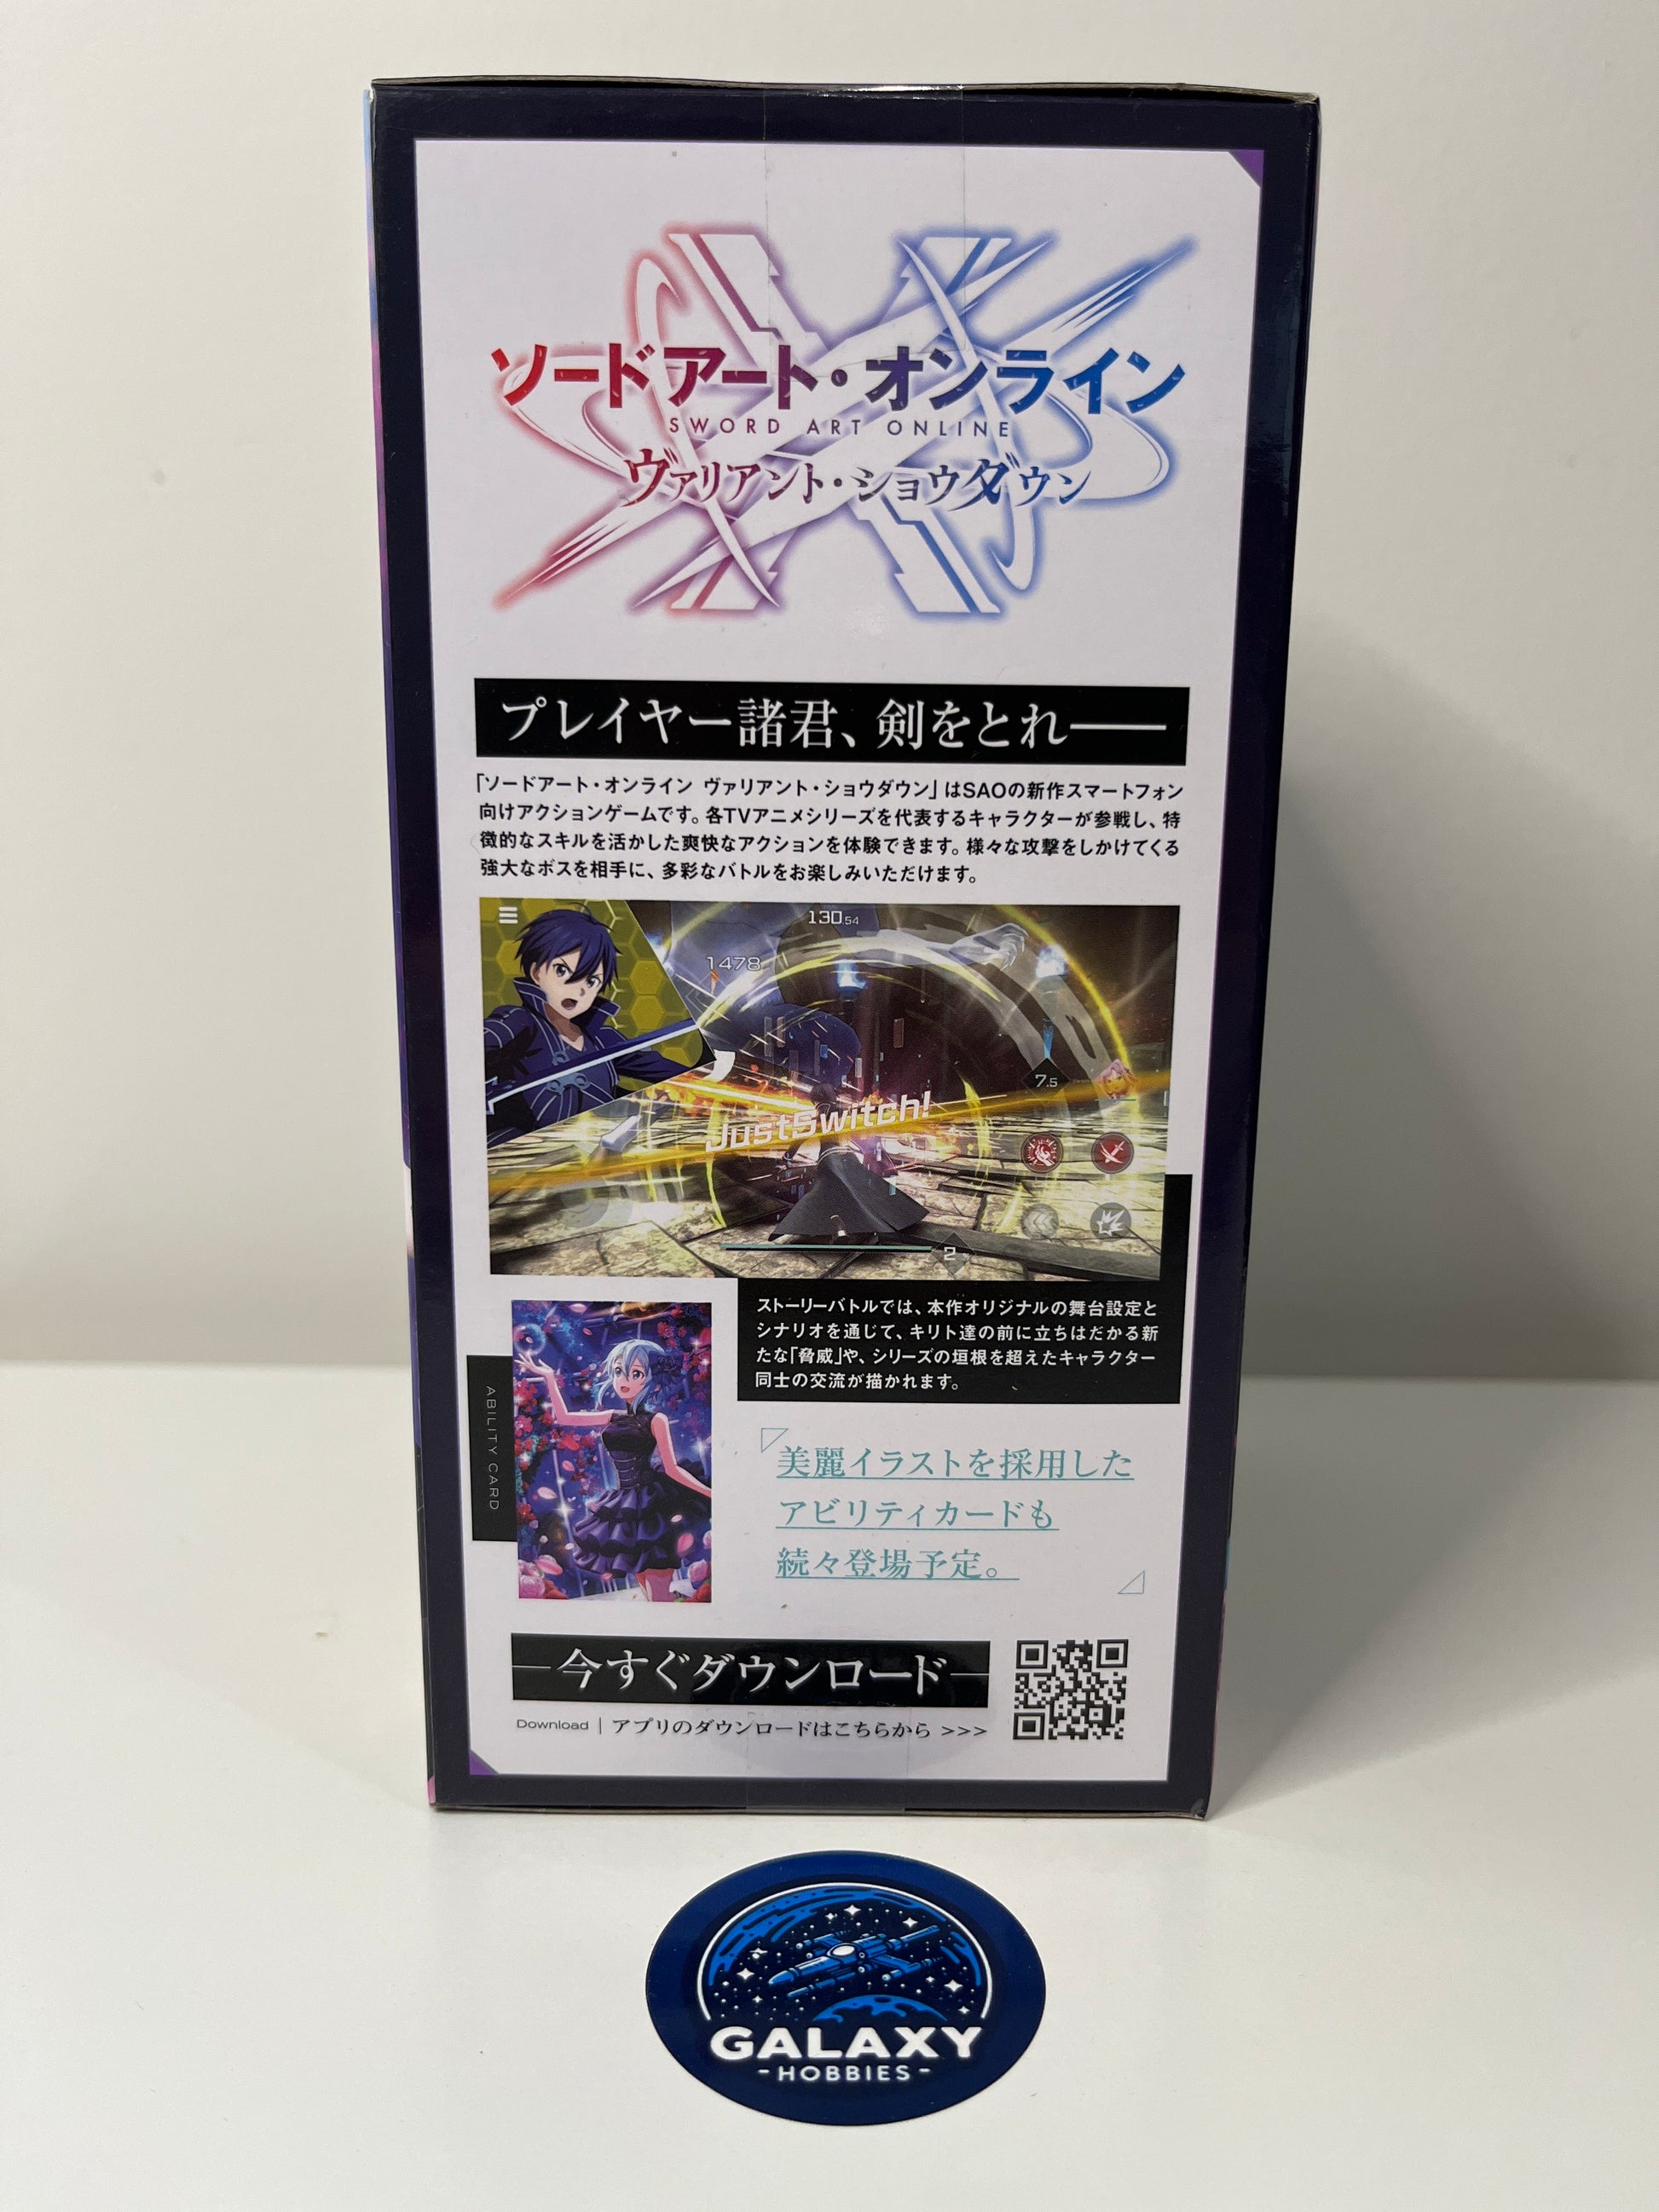 ソードアート・オンライン
SWORD ART ONLINE
ヴァリアント・ショウダウン
プレイヤー諸君、剣をとれ――
「ソードアート・オンライン ヴァリアント・ショウダウン」はSAOの新作スマートフォン
向けアクションゲームです。各TVアニメシリーズを代表するキャラクターが参戦し、特
徴的なスキルを活かした爽快なアクションを体験できます。様々な攻撃をしかけてくる
強大なボスを相手に、多彩なバトルをお楽しみいただけます。
130.54
1478
7.5
JustSwitch!
2
ストーリーバトルでは、本作オリジナルの舞台設定と
シナリオを通じて、キリト達の前に立ちはだかる新
たな「脅威」や、シリーズの垣根を超えたキャラクター
同士の交流が描かれます。
ABILITY CARD
美麗イラストを採用した
アビリティカードも
続々登場予定。
今すぐダウンロード
Download | アプリのダウンロードはこちらから >>>
GALAXY
-HOBBIES-